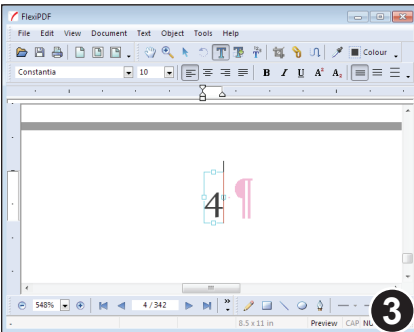 FlexiPDF
File Edit View Document Text Object Tools Help
T T T Colour
Constantia 10 B I U A A
4 ¶
548% 4 / 342 »
8.5 x 11 in Preview CAP NU
3